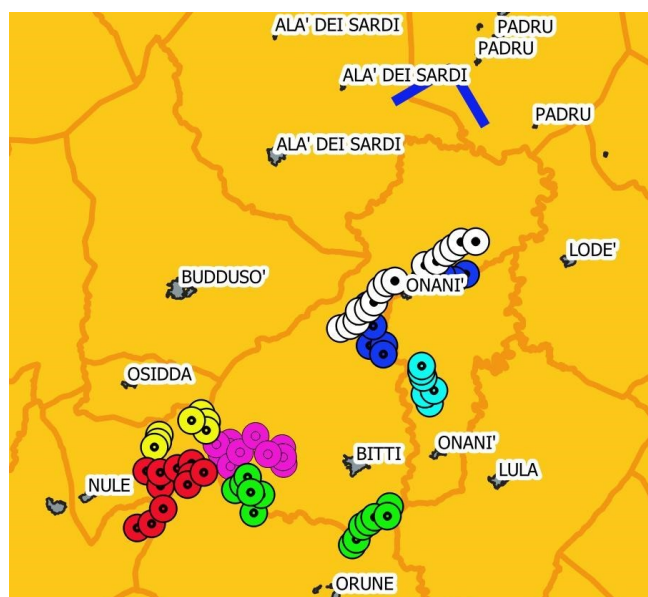 ALA' DEI SARDI
PADRU
PADRU
ALA' DEI SARDI
PADRU
ALA' DEI SARDI
LODE'
BUDDUSO'
ONANI'
OSIDDA
BITTI
ONANI'
LULA
NULE
ORUNE